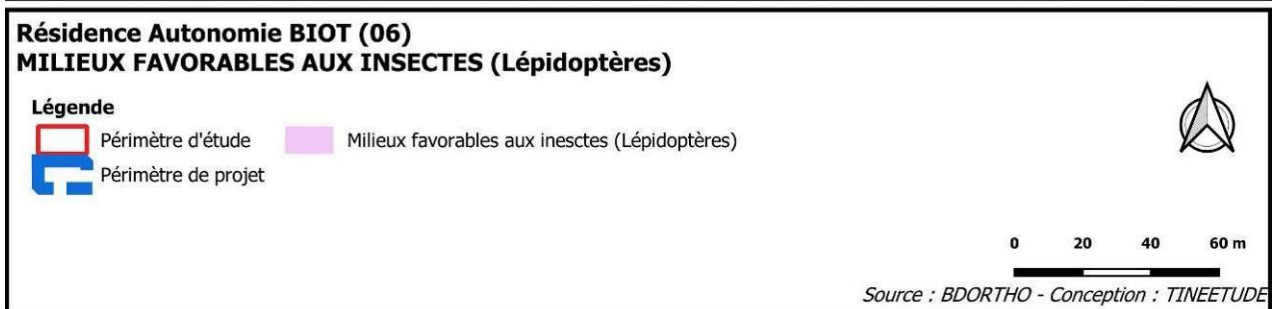 Résidence Autonomie BIOT (06)
MILIEUX FAVORABLES AUX INSECTES (Lépidoptères)
Légende
Périmètre d'étude
Milieux favorables aux inesctes (Lépidoptères)
Périmètre de projet
0 20 40 60 m
Source : BDORTHO - Conception : TINEETUDE